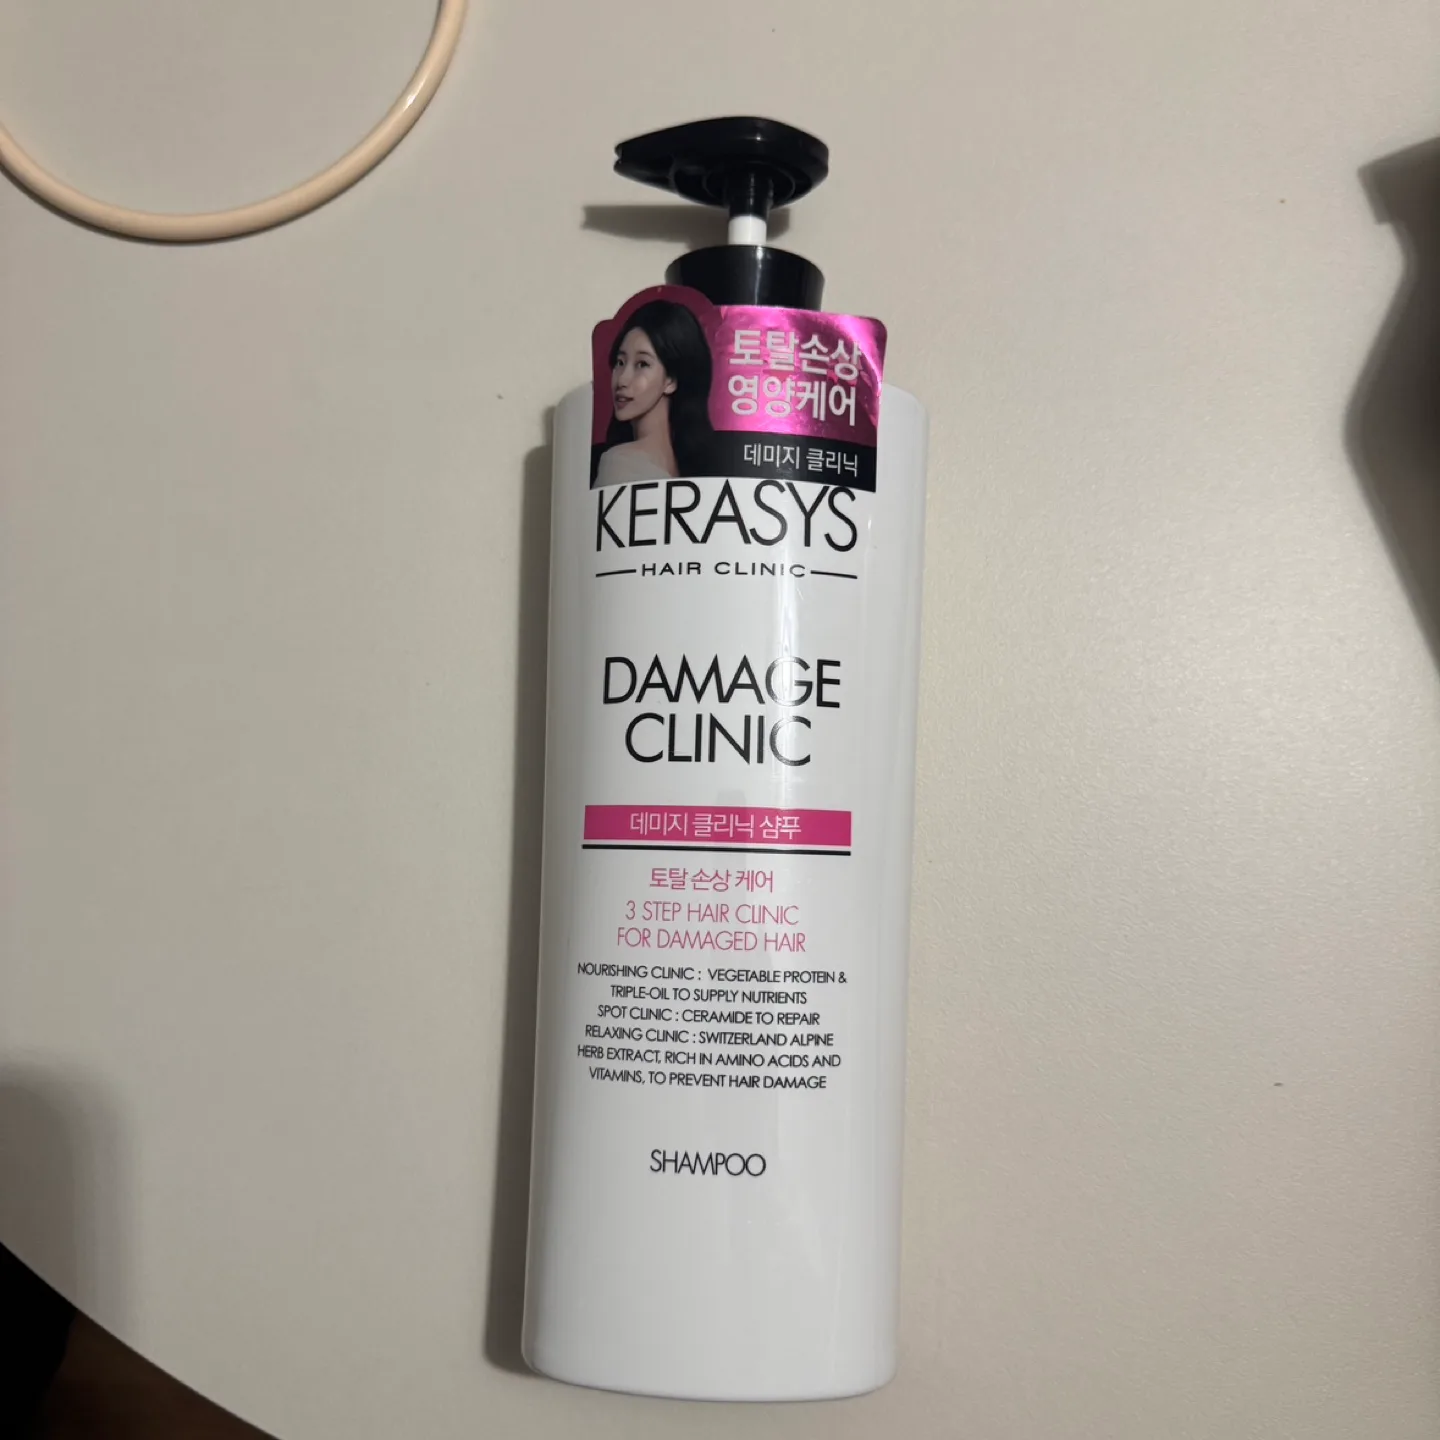 토탈손상
영양케어
데미지 클리닉
KERASYS
HAIR CLINIC
DAMAGE
CLINIC
데미지 클리닉 샴푸
토탈 손상 케어
3 STEP HAIR CLINIC
FOR DAMAGED HAIR
NOURISHING CLINIC : VEGETABLE PROTEIN &
TRIPLE-OIL TO SUPPLY NUTRIENTS
SPOT CLINIC : CERAMIDE TO REPAIR
RELAXING CLINIC : SWITZERLAND ALPINE
HERB EXTRACT, RICH IN AMINO ACIDS AND
VITAMINS, TO PREVENT HAIR DAMAGE
SHAMPOO